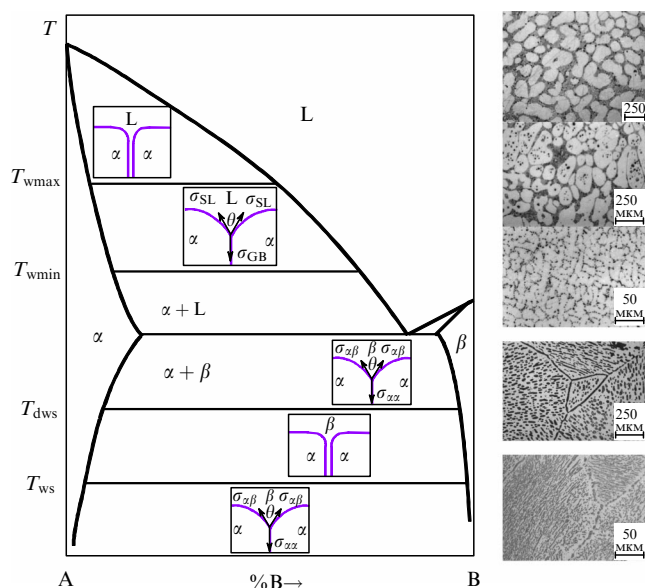 T
L
L
α α
T_wmax
σ_SL L σ_SL
θ
α α
σ_GB
T_wmin
α + L
α
β
σ_αβ β σ_αβ
θ
α α
σ_αα
α + β
T_dws
β
α α
T_ws
σ_αβ β σ_αβ
θ
α α
σ_αα
A %B→ B
250
250
МКМ
50
МКМ
250
МКМ
50
МКМ